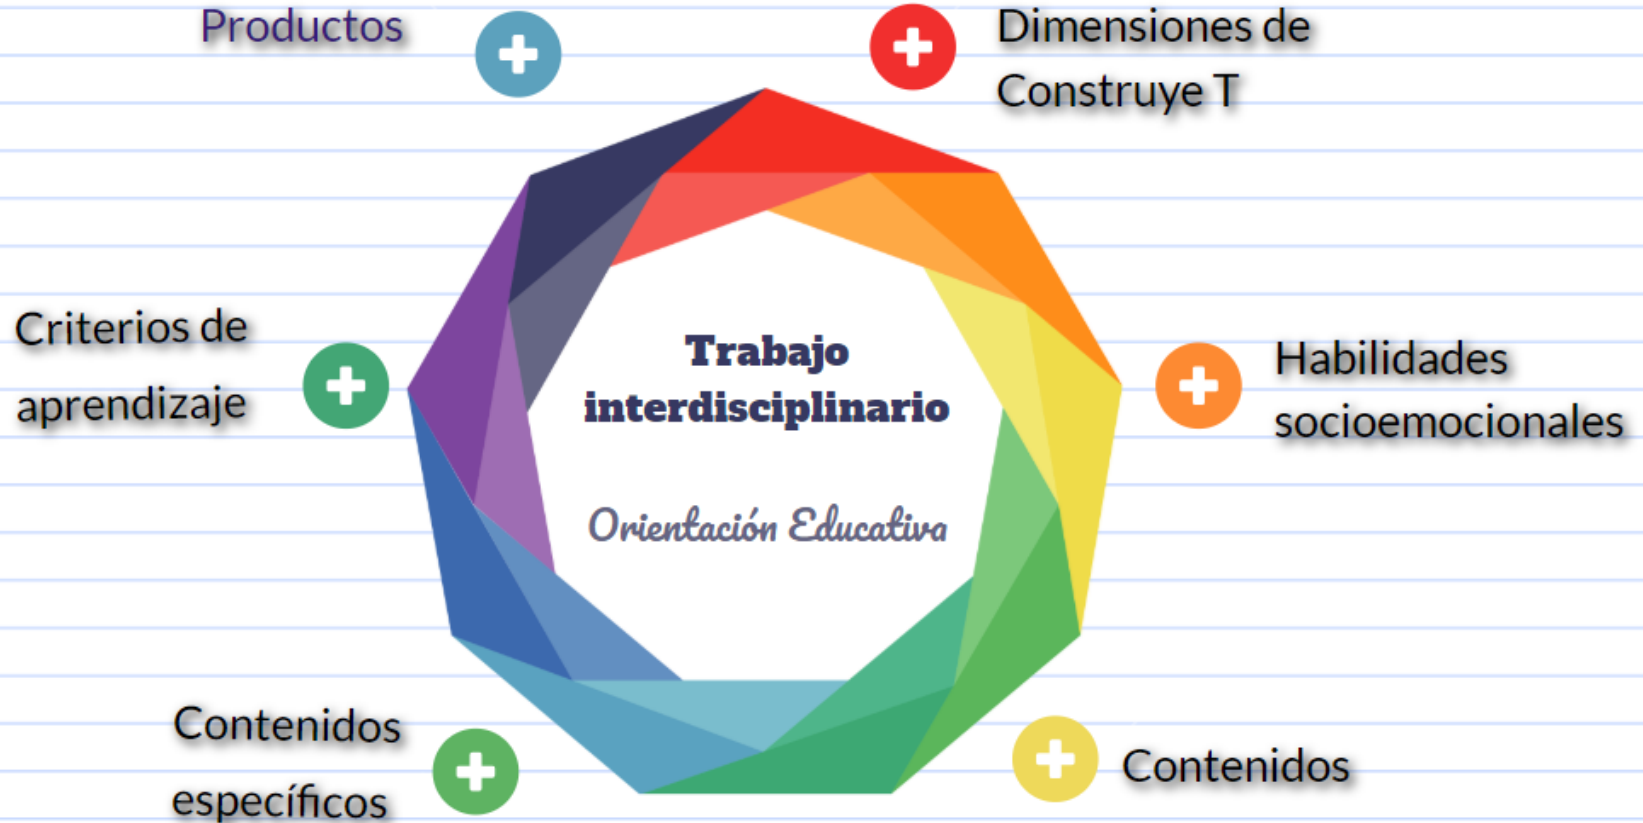 Productos
Dimensiones de
Construye T
Criterios de
aprendizaje
Trabajo
interdisciplinario
Orientación Educativa
Habilidades
socioemocionales
Contenidos
específicos
Contenidos